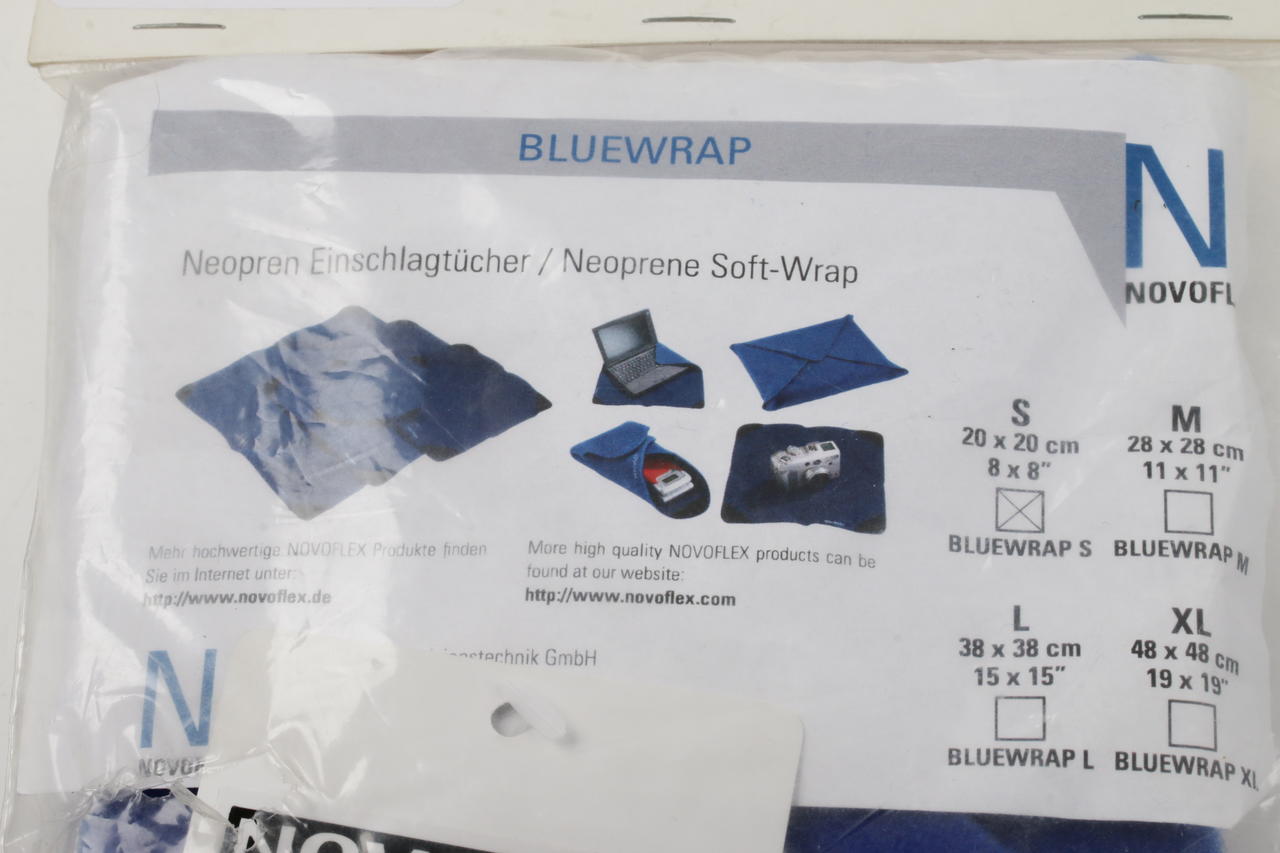 BLUEWRAP
N
NOVOFL
Neopren Einschlagtücher / Neoprene Soft-Wrap
S
20 x 20 cm
8 x 8"
BLUEWRAP S
M
28 x 28 cm
11 x 11"
BLUEWRAP M
Mehr hochwertige NOVOFLEX Produkte finden
Sie im Internet unter:
http://www.novoflex.de
More high quality NOVOFLEX products can be
found at our website:
http://www.novoflex.com
L
38 x 38 cm
15 x 15"
BLUEWRAP L
XL
48 x 48 cm
19 x 19"
BLUEWRAP XL
GmbH
N
NOVOF
NOV